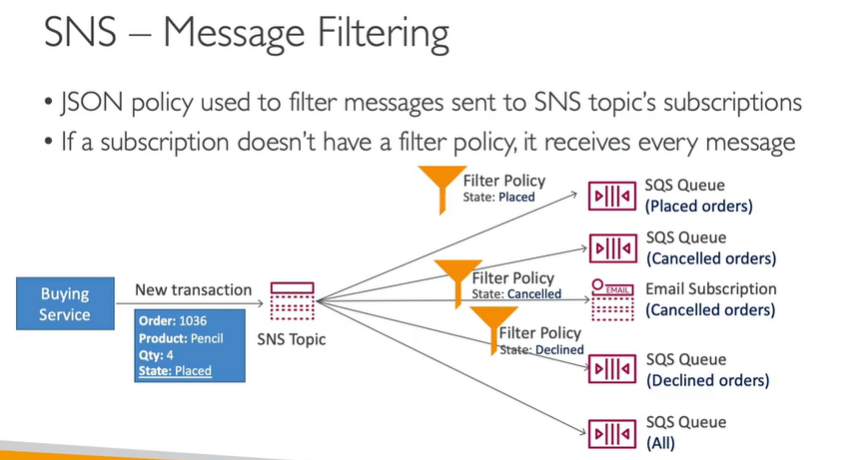 SNS – Message Filtering
• JSON policy used to filter messages sent to SNS topic's subscriptions
• If a subscription doesn't have a filter policy, it receives every message
Filter Policy
State: Placed
SQS Queue
(Placed orders)
SQS Queue
(Cancelled orders)
Filter Policy
State: Cancelled
EMAIL
Email Subscription
(Cancelled orders)
Buying
Service
New transaction
Order: 1036
Product: Pencil
Qty: 4
State: Placed
SNS Topic
Filter Policy
State: Declined
SQS Queue
(Declined orders)
SQS Queue
(All)